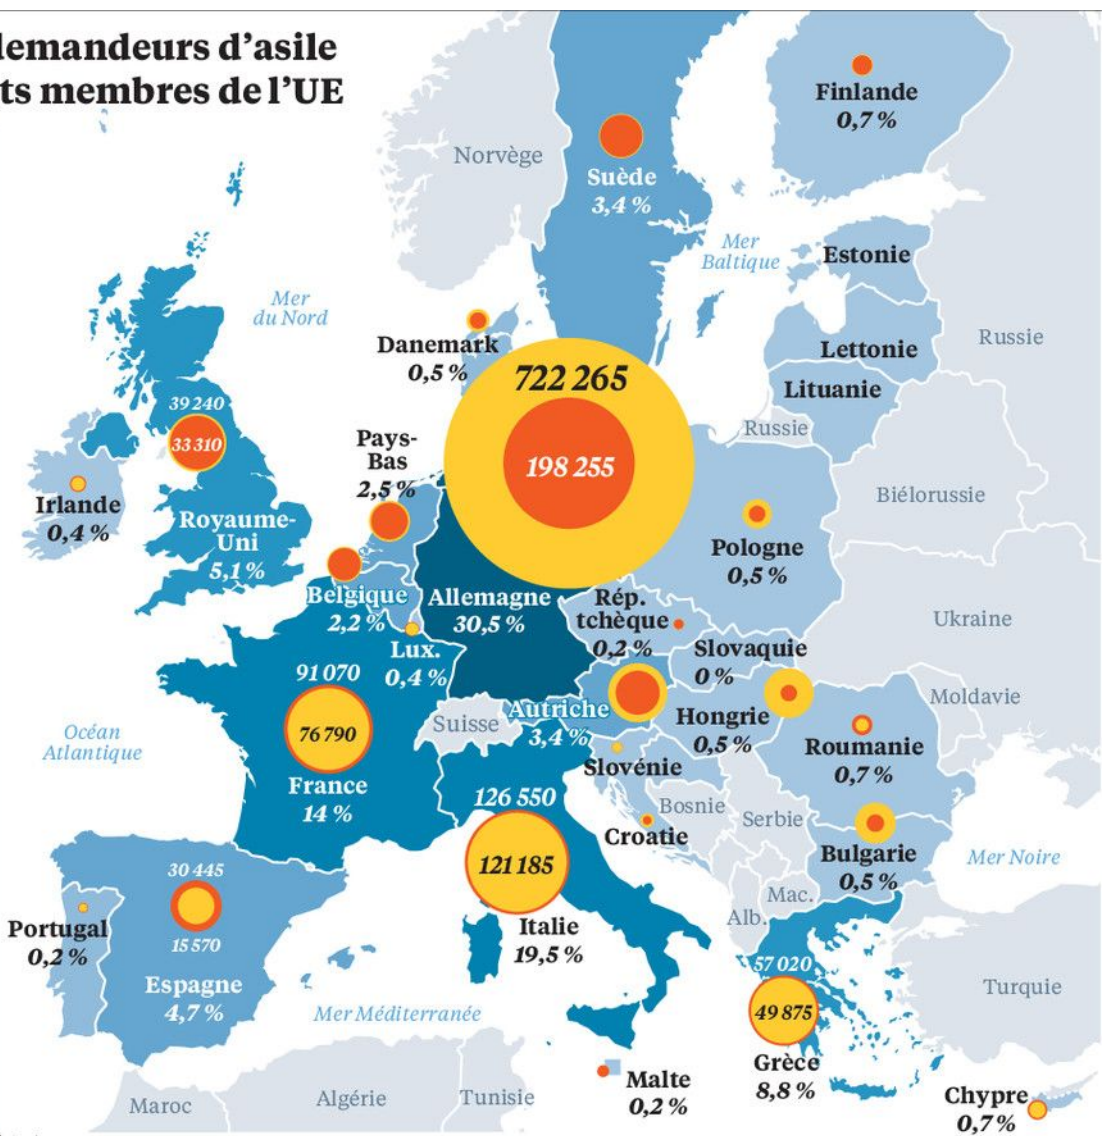 demandeurs d'asile
ts membres de l'UE
Finlande
0,7 %
Norvège
Suède
3,4 %
Mer
Baltique
Estonie
Mer
du Nord
Russie
Danemark
0,5 %
Lettonie
722 265
Lituanie
39 240
Russie
33 310
Pays-
Bas
2,5 %
198 255
Biélorussie
Irlande
0,4 %
Royaume-
Uni
5,1 %
Pologne
0,5 %
Belgique
2,2 %
Allemagne
30,5 %
Rép.
tchèque
0,2 %
Ukraine
Lux.
0,4 %
Slovaquie
0 %
91 070
Moldavie
76 790
Suisse
Autriche
3,4 %
Hongrie
0,5 %
Océan
Atlantique
Roumanie
0,7 %
Slovénie
France
14 %
126 550
Bosnie
Serbie
Croatie
121 185
Bulgarie
0,5 %
Mer Noire
30 445
Mac.
Alb.
Portugal
0,2 %
15 570
Italie
19,5 %
57 020
Espagne
4,7 %
Turquie
Mer Méditerranée
49 875
Grèce
8,8 %
Malte
0,2 %
Maroc
Algérie
Tunisie
Chypre
0,7 %